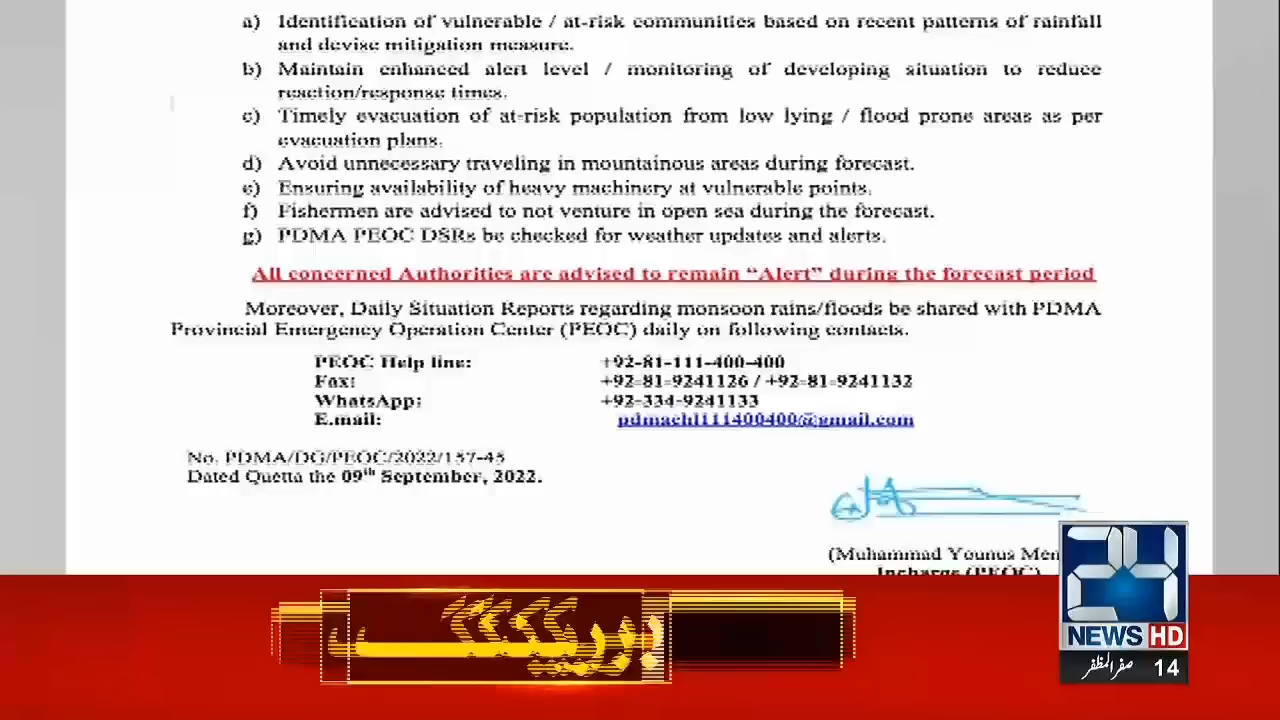 a) Identification of vulnerable / at-risk communities based on recent patterns of rainfall
and devise mitigation measure.
b) Maintain enhanced alert level / monitoring of developing situation to reduce
reaction/response times.
c) Timely evacuation of at-risk population from low lying / flood prone areas as per
evacuation plans.
d) Avoid unnecessary traveling in mountainous areas during forecast.
e) Ensuring availability of heavy machinery at vulnerable points.
f) Fishermen are advised to not venture in open sea during the forecast.
g) PDMA PEOC DSRs be checked for weather updates and alerts.
All concerned Authorities are advised to remain “Alert” during the forecast period
Moreover, Daily Situation Reports regarding monsoon rains/floods be shared with PDMA
Provincial Emergency Operation Center (PEOC) daily on following contacts.
PEOC Help line: +92-81-111-400-400
Fax: +92-81-9241126 / +92-81-9241132
WhatsApp: +92-334-9241133
E.mail: pdmachl111400400@gmail.com
No. PDMA/DG/PEOC/2022/157-45
Dated Quetta the 09th September, 2022.
(Muhammad Younus Men
Incharge (PEOC)
24
NEWS HD
صفر المظفر 14